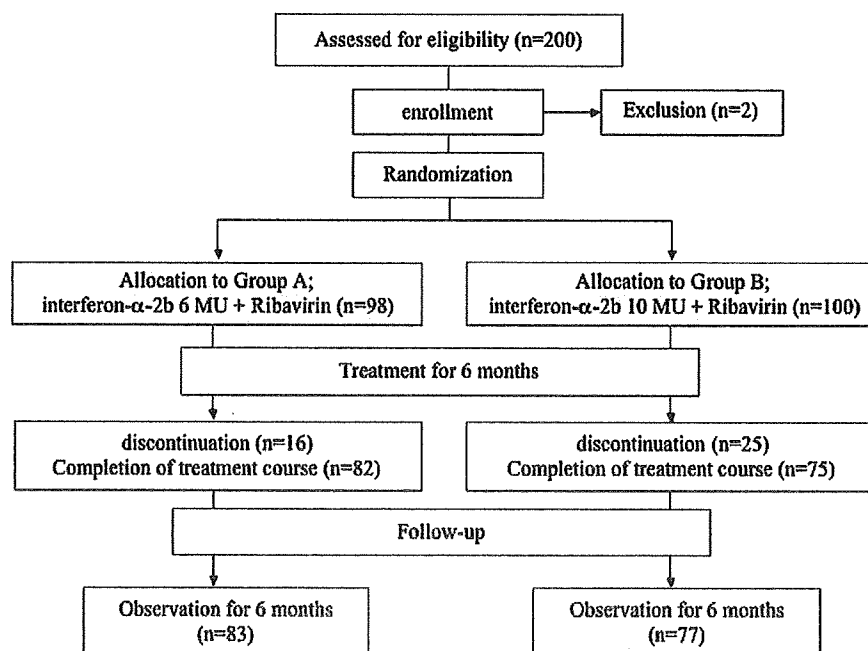 Assessed for eligibility (n=200)
enrollment
Exclusion (n=2)
Randomization
Allocation to Group A;
interferon-α-2b 6 MU + Ribavirin (n=98)
Allocation to Group B;
interferon-α-2b 10 MU + Ribavirin (n=100)
Treatment for 6 months
discontinuation (n=16)
Completion of treatment course (n=82)
discontinuation (n=25)
Completion of treatment course (n=75)
Follow-up
Observation for 6 months
(n=83)
Observation for 6 months
(n=77)